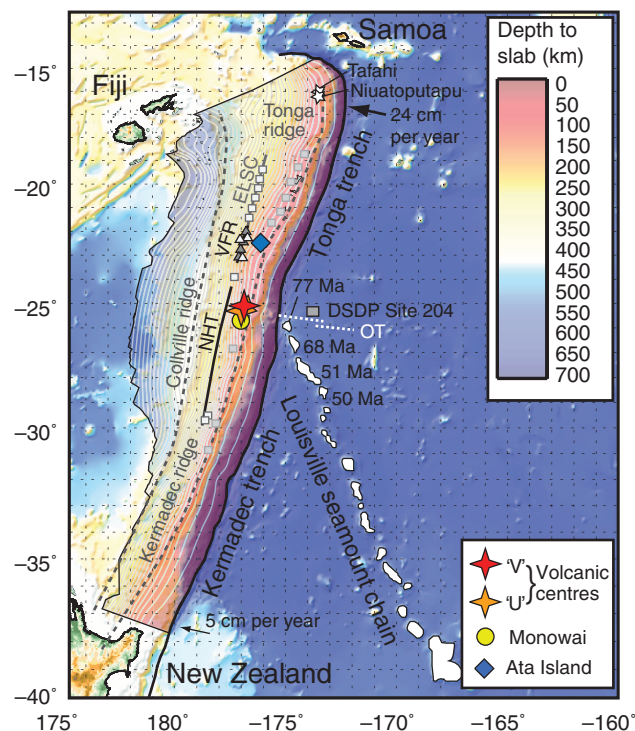 Samoa
Fiji
Tafahi
Niuatoputapu
Tonga
ridge
24 cm
per year
ELSC
VFR
Tonga trench
Colville ridge
NHT
77 Ma
DSDP Site 204
OT
68 Ma
51 Ma
50 Ma
Louisville seamount chain
Kermadec ridge
Kermadec trench
5 cm per year
New Zealand
Depth to
slab (km)
0
50
100
150
200
250
300
350
400
450
500
550
600
650
700
‘V’
‘U’
Volcanic
centres
Monowai
Ata Island
–15°
–20°
–25°
–30°
–35°
–40°
175° 180° –175° –170° –165° –160°